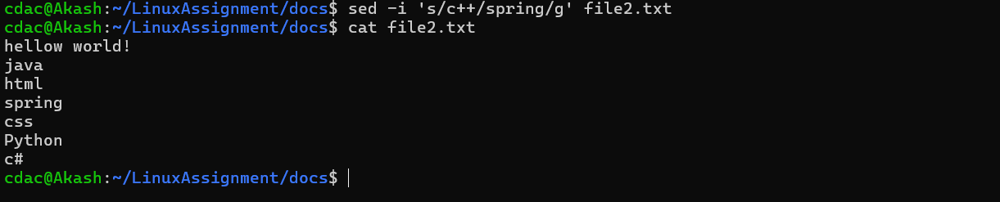 cdac@Akash:~/LinuxAssignment/docs$ sed -i 's/c++/spring/g' file2.txt
cdac@Akash:~/LinuxAssignment/docs$ cat file2.txt
hellow world!
java
html
spring
css
Python
c#
cdac@Akash:~/LinuxAssignment/docs$